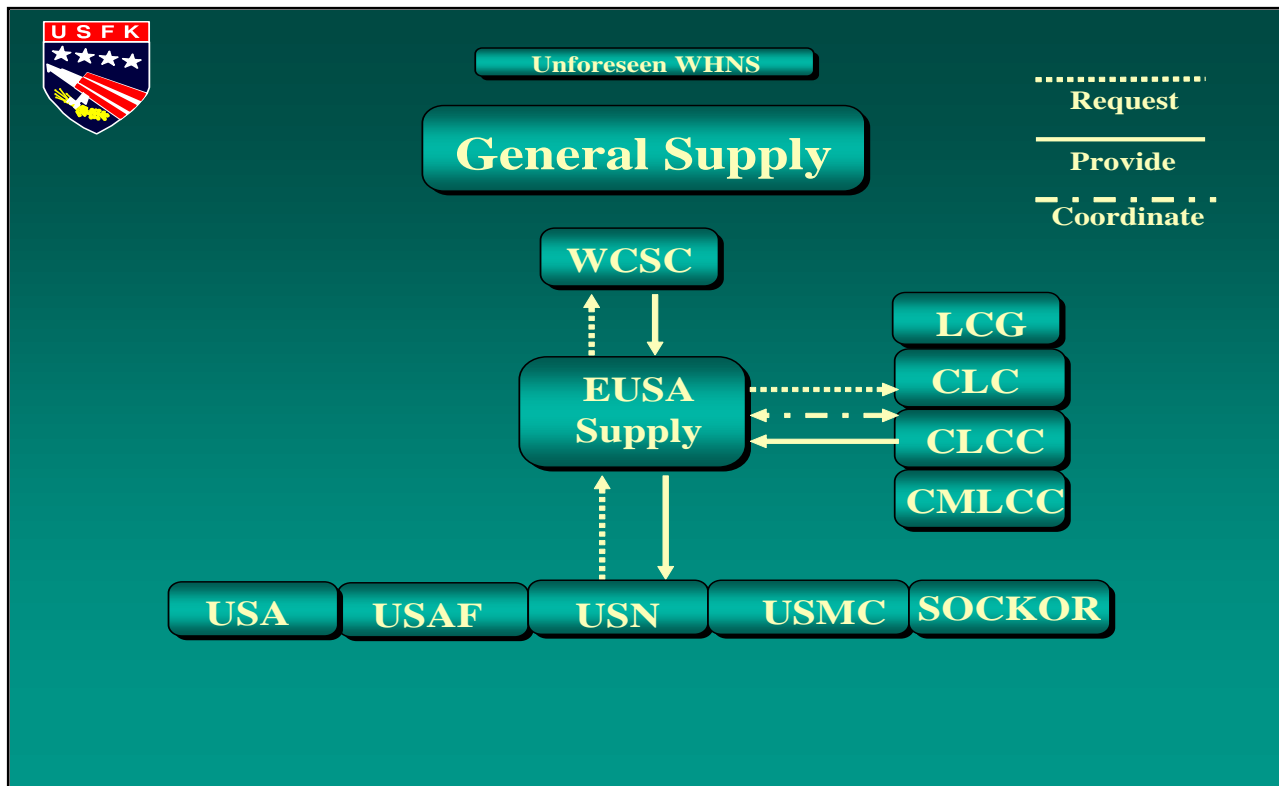 USFK
Unforeseen WHNS
General Supply
Request
Provide
Coordinate
WCSC
LCG
CLC
CLCC
CMLCC
EUSA
Supply
USA
USAF
USN
USMC
SOCKOR